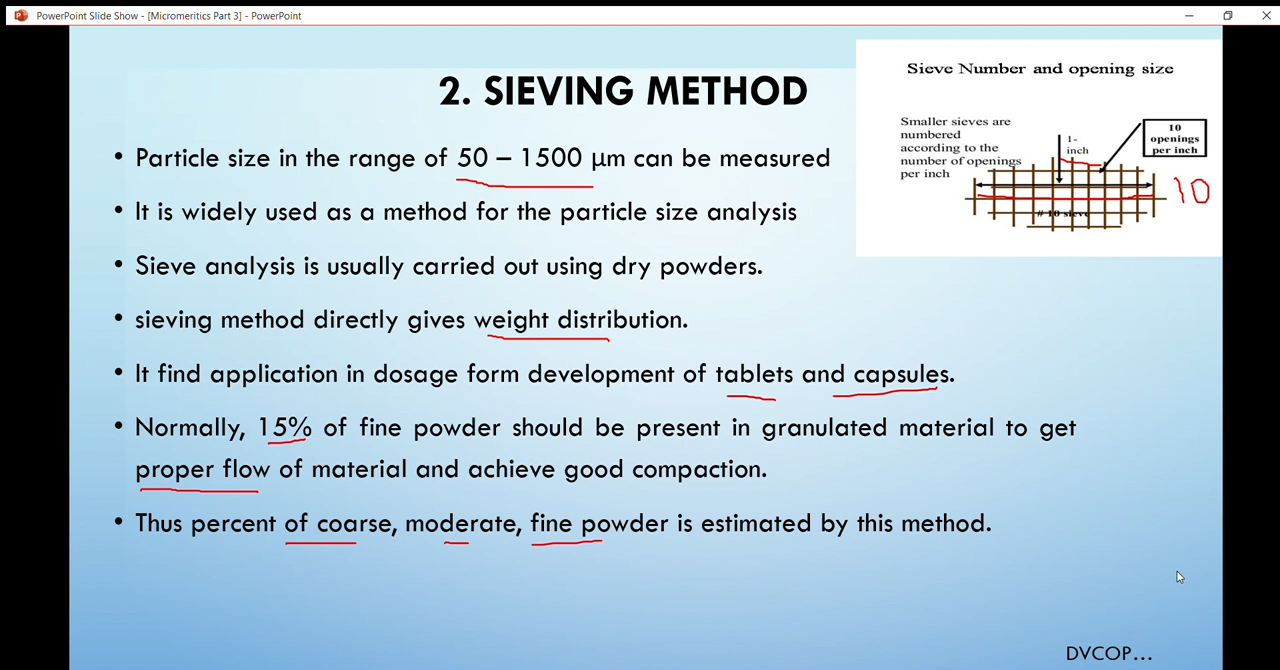 PowerPoint Slide Show - [Micromeritics Part 3] - PowerPoint
2. SIEVING METHOD
• Particle size in the range of 50 – 1500 µm can be measured
• It is widely used as a method for the particle size analysis
• Sieve analysis is usually carried out using dry powders.
• sieving method directly gives weight distribution.
• It find application in dosage form development of tablets and capsules.
• Normally, 15% of fine powder should be present in granulated material to get
proper flow of material and achieve good compaction.
• Thus percent of coarse, moderate, fine powder is estimated by this method.
Sieve Number and opening size
Smaller sieves are
numbered
according to the
number of openings
per inch
1-
inch
10
openings
per inch
# 10 sieve
10
DVCOP...